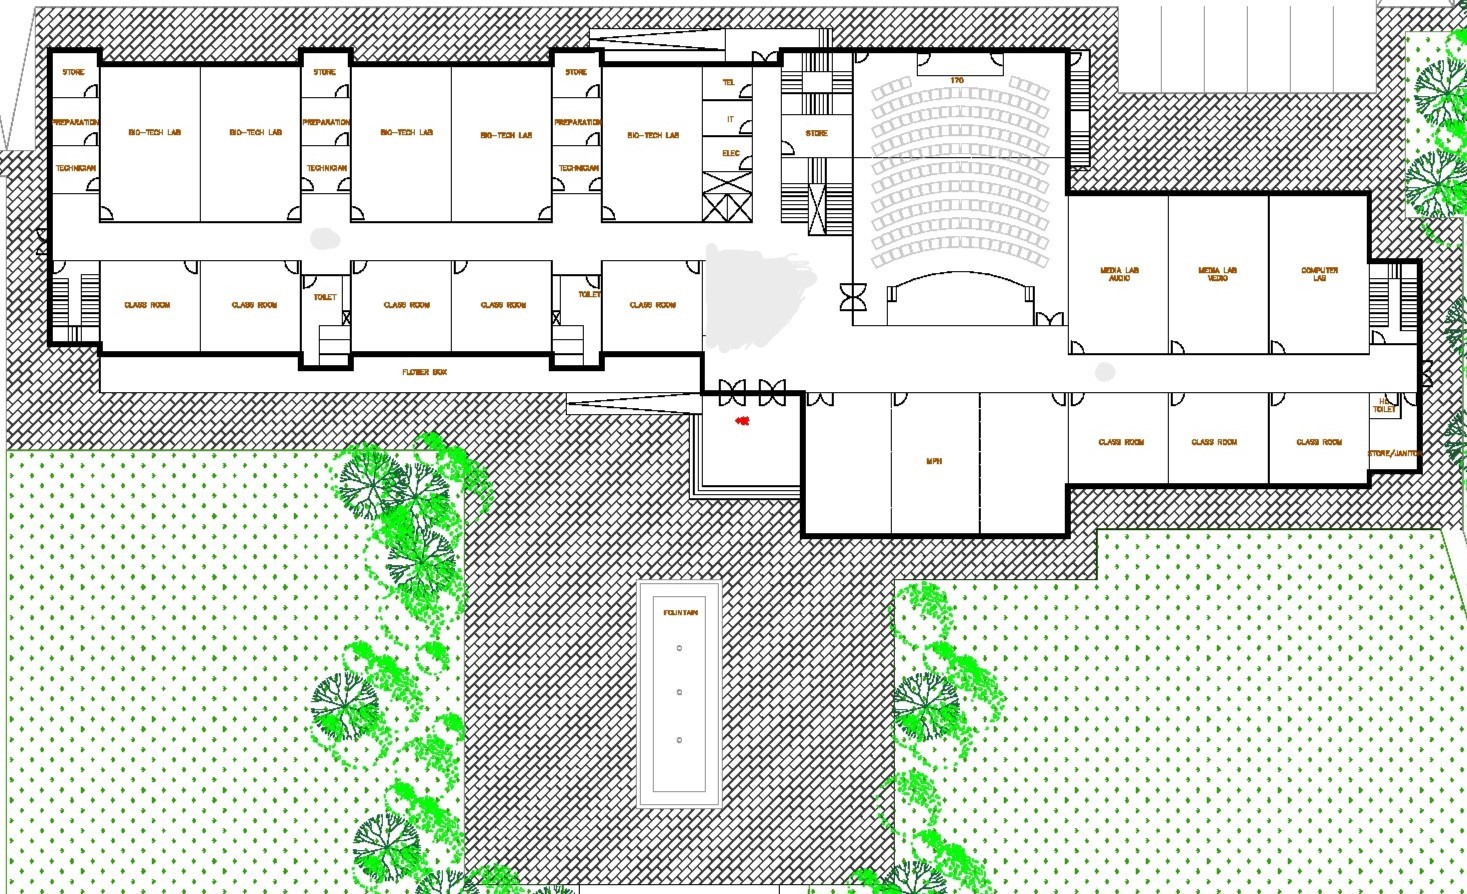 STORE
STORE
STORE
TEL
170
PREPARATION
BIO-TECH LAB
BIO-TECH LAB
PREPARATION
BIO-TECH LAB
BIO-TECH LAB
PREPARATION
BIO-TECH LAB
IT
STORE
TECHNICIAN
TECHNICIAN
TECHNICIAN
ELEC
MEDIA LAB
AUDIO
MEDIA LAB
VEDIO
COMPUTER
LAB
CLASS ROOM
CLASS ROOM
TOILET
CLASS ROOM
CLASS ROOM
TOILET
CLASS ROOM
FLOWER BOX
TOILET
MPH
CLASS ROOM
CLASS ROOM
CLASS ROOM
STORE/JANITOR
FOUNTAIN